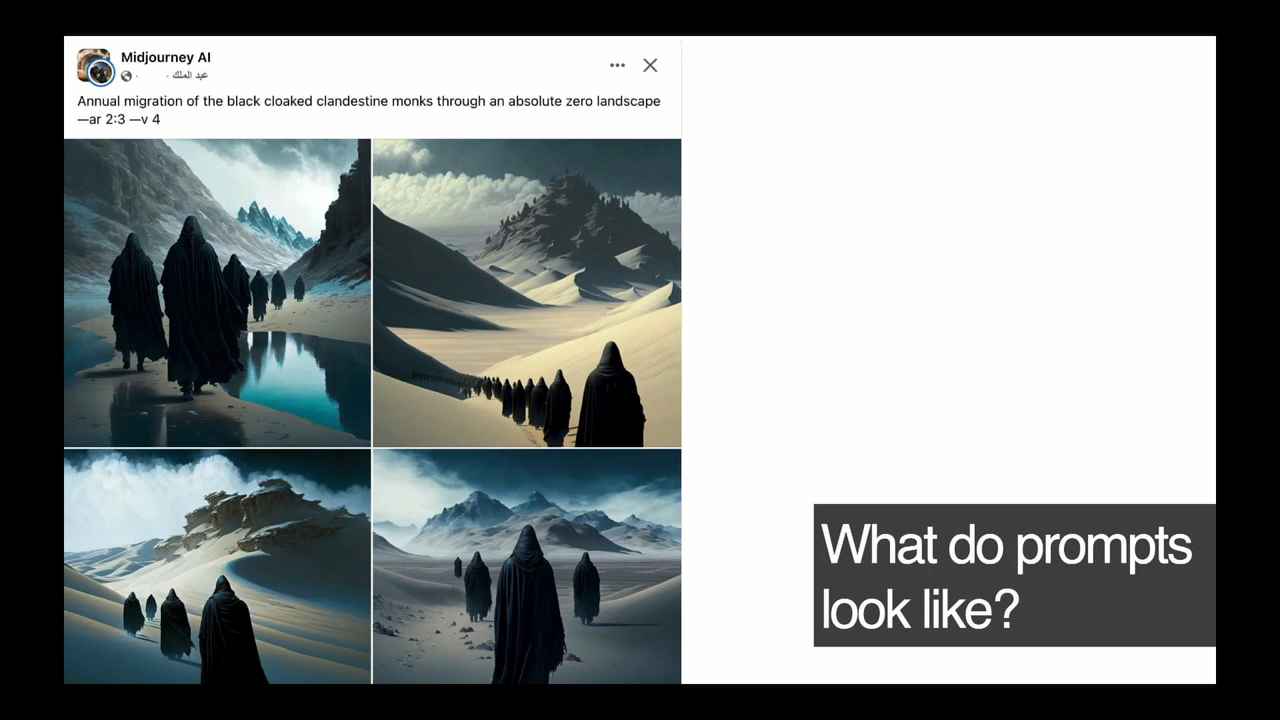 Midjourney AI
· عبد الملك ·
Annual migration of the black cloaked clandestine monks through an absolute zero landscape
—ar 2:3 —v 4
What do prompts
look like?